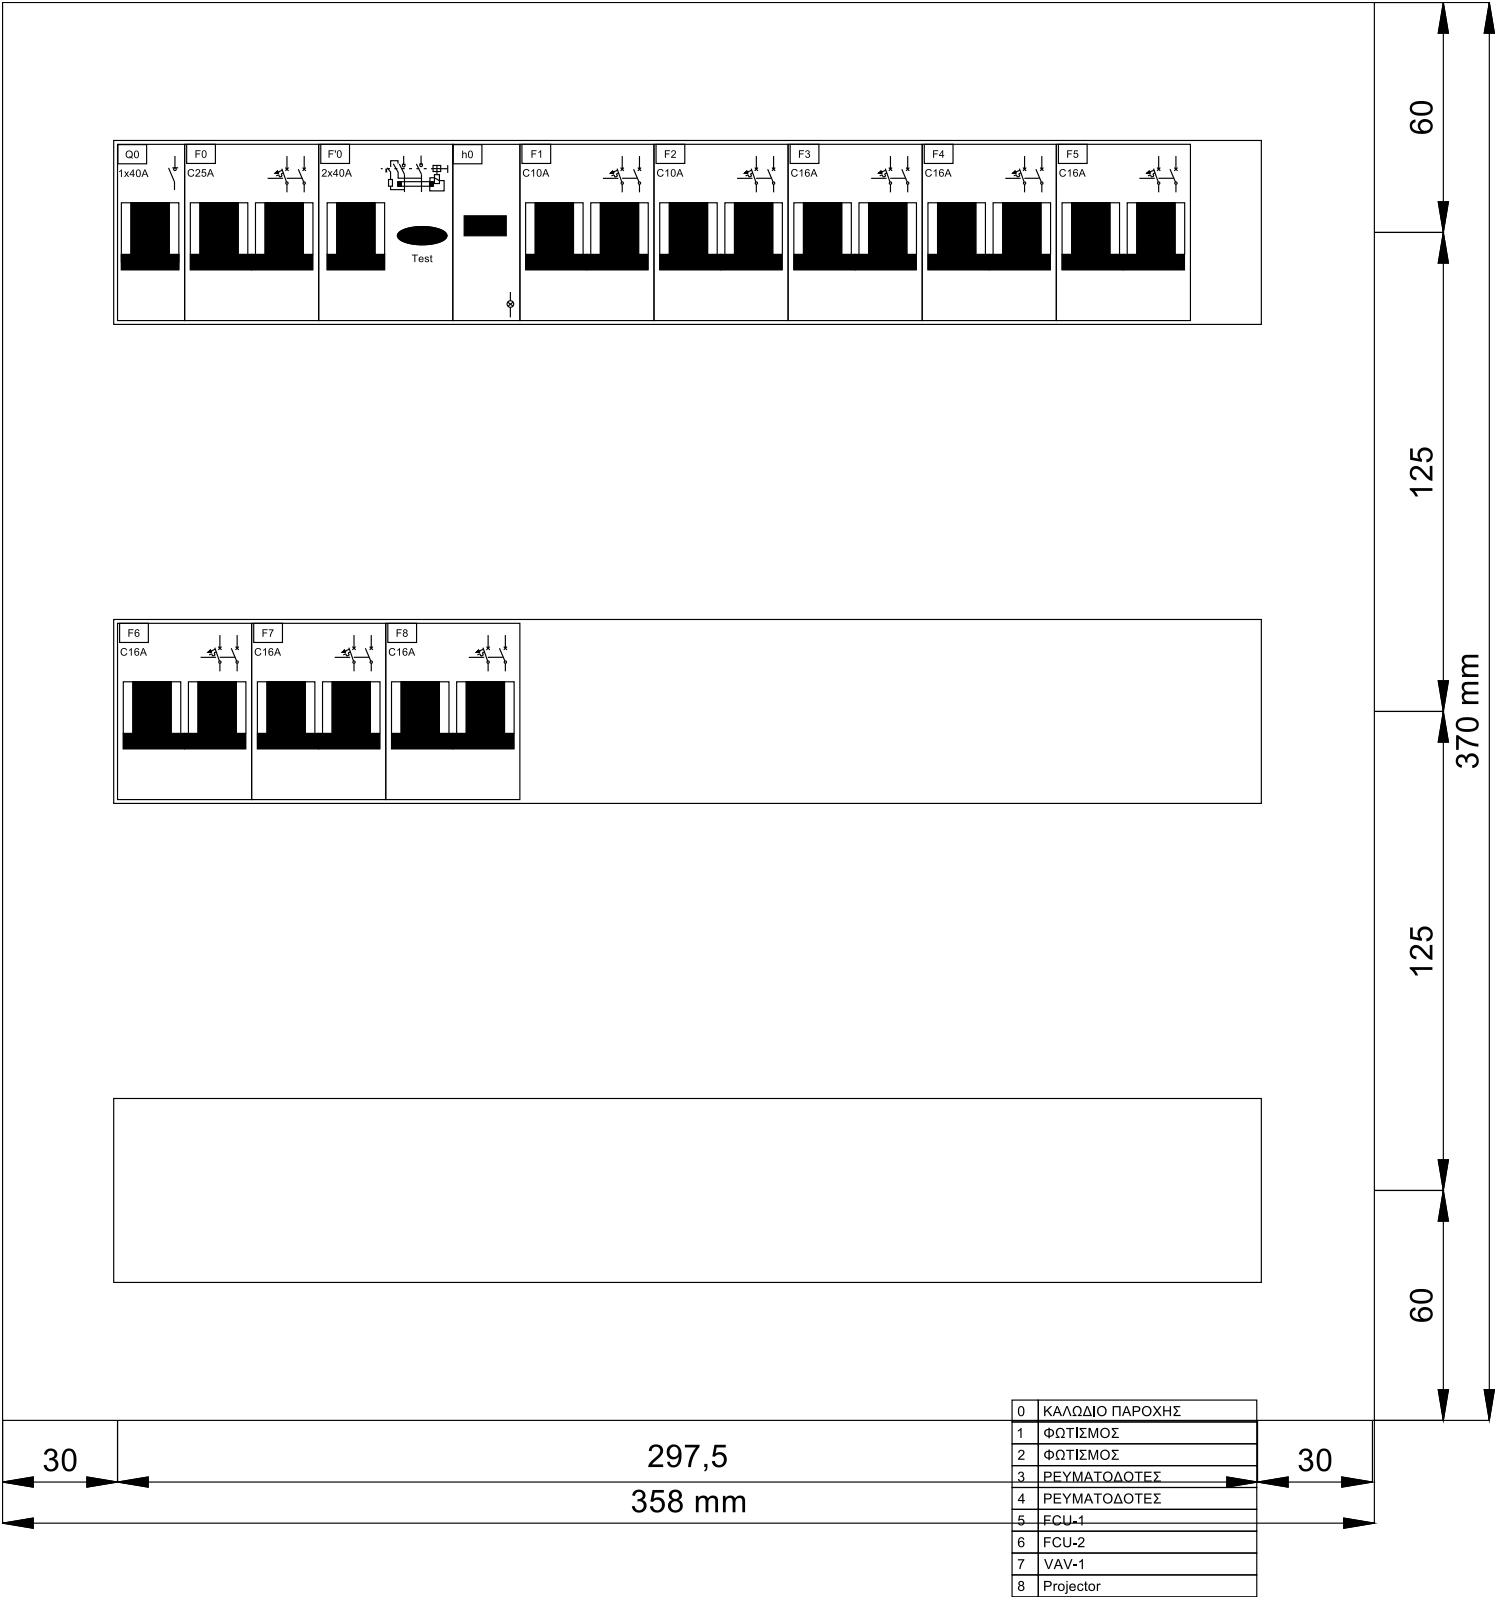 Q0 F0 F'0 h0 F1 F2 F3 F4 F5
1x40A C25A 2x40A C10A C10A C16A C16A C16A
Test
60
125
F6 F7 F8
C16A C16A C16A
370 mm
125
60
30 297,5 30
358 mm
0 ΚΑΛΩΔΙΟ ΠΑΡΟΧΗΣ
1 ΦΩΤΙΣΜΟΣ
2 ΦΩΤΙΣΜΟΣ
3 ΡΕΥΜΑΤΟΔΟΤΕΣ
4 ΡΕΥΜΑΤΟΔΟΤΕΣ
5 FCU-1
6 FCU-2
7 VAV-1
8 Projector